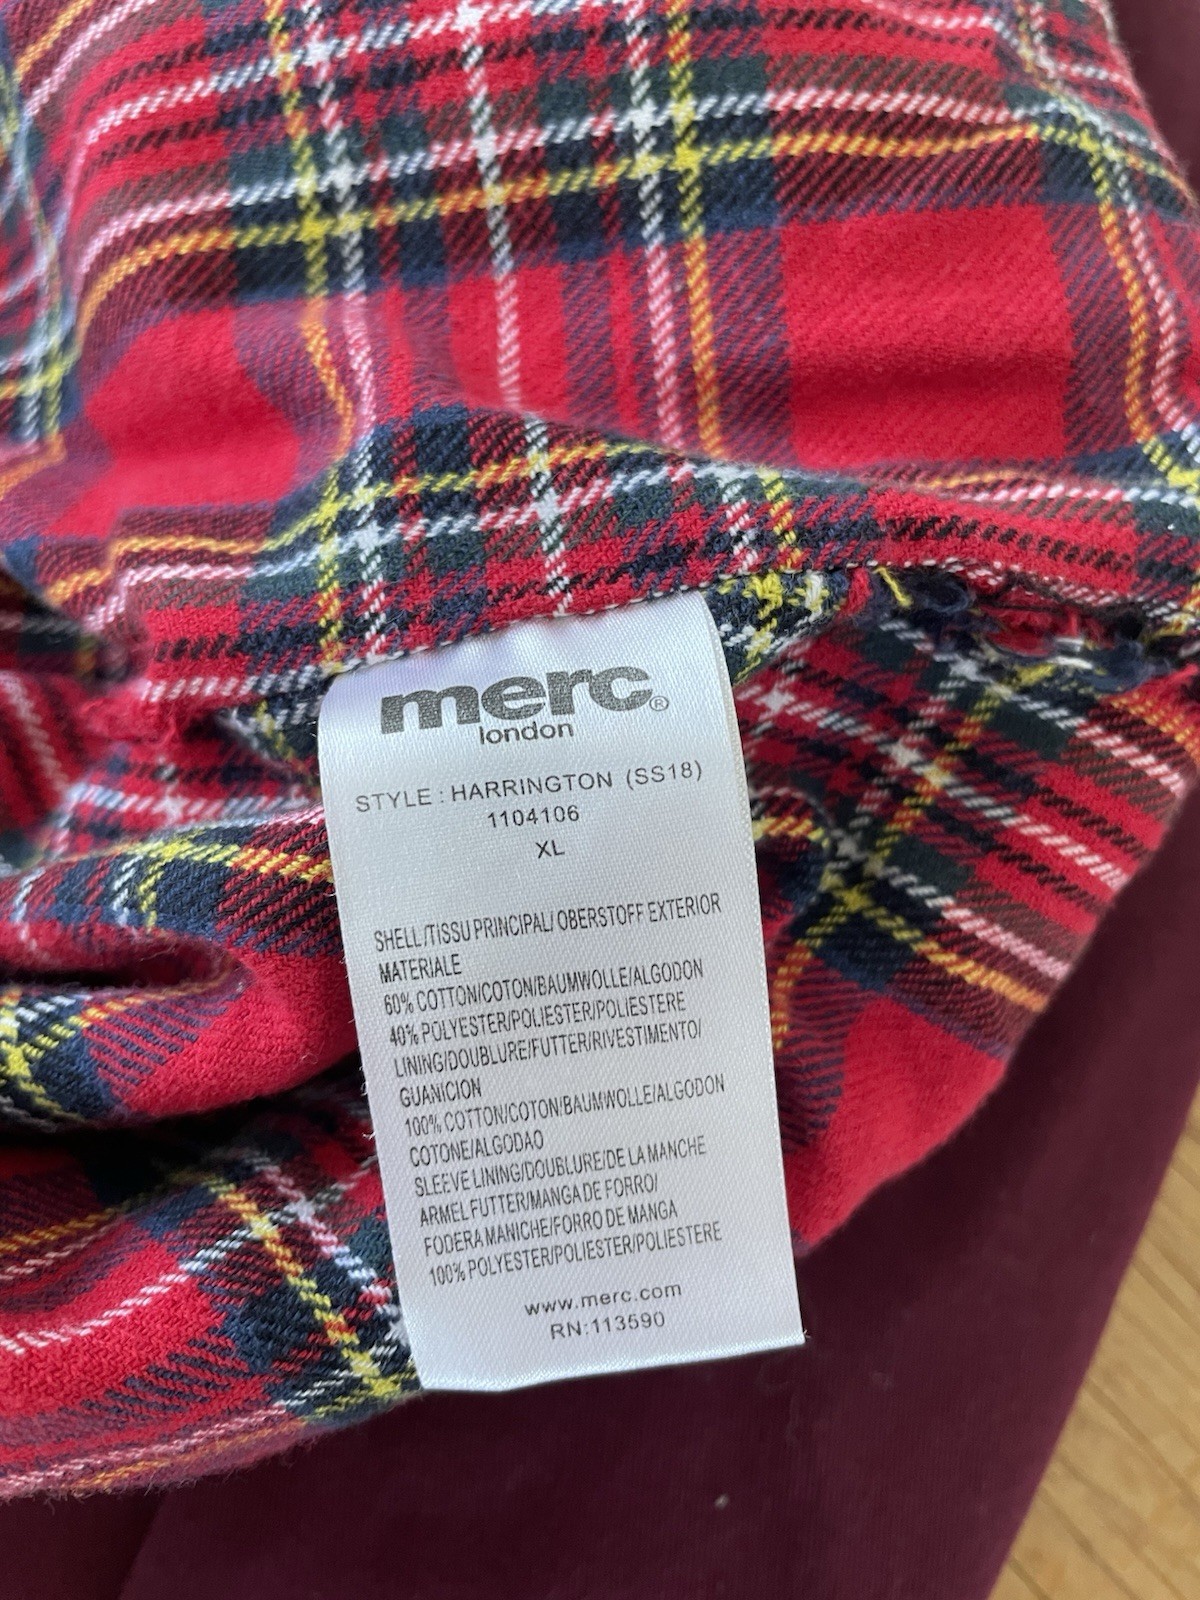 merc®
london
STYLE : HARRINGTON (SS18)
1104106
XL
SHELL/TISSU PRINCIPAL/ OBERSTOFF EXTERIOR
MATERIALE
60% COTTON/COTON/BAUMWOLLE/ALGODON
40% POLYESTER/POLIESTER/POLIESTERE
LINING/DOUBLURE/FUTTER/RIVESTIMENTO/
GUANICION
100% COTTON/COTON/BAUMWOLLE/ALGODON
COTONE/ALGODAO
SLEEVE LINING/DOUBLURE/DE LA MANCHE
ARMEL FUTTER/MANGA DE FORRO/
FODERA MANICHE/FORRO DE MANGA
100% POLYESTER/POLIESTER/POLIESTERE
www.merc.com
RN:113590